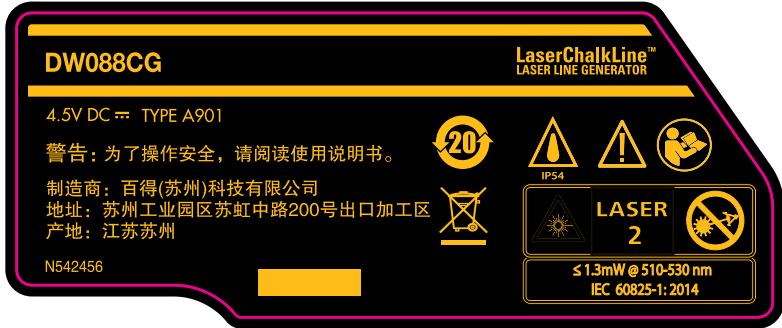 DW088CG
LaserChalkLine™
LASER LINE GENERATOR
4.5V DC ⎓ TYPE A901
警告：为了操作安全，请阅读使用说明书。
制造商：百得(苏州)科技有限公司
地址：苏州工业园区苏虹中路200号出口加工区
产地：江苏苏州
N542456
20
IP54
LASER
2
≤ 1.3mW @ 510-530 nm
IEC 60825-1: 2014